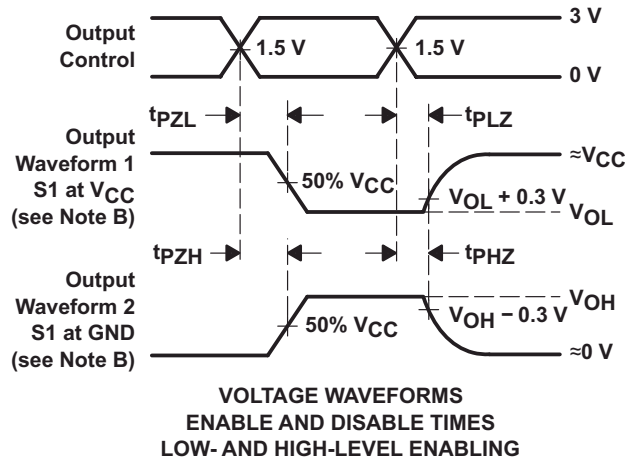 Output
Control
3 V
1.5 V
1.5 V
0 V
tPZL
tPLZ
Output
Waveform 1
S1 at VCC
(see Note B)
≈VCC
50% VCC
VOL + 0.3 V
VOL
tPZH
tPHZ
Output
Waveform 2
S1 at GND
(see Note B)
VOH
50% VCC
VOH − 0.3 V
≈0 V
VOLTAGE WAVEFORMS
ENABLE AND DISABLE TIMES
LOW- AND HIGH-LEVEL ENABLING